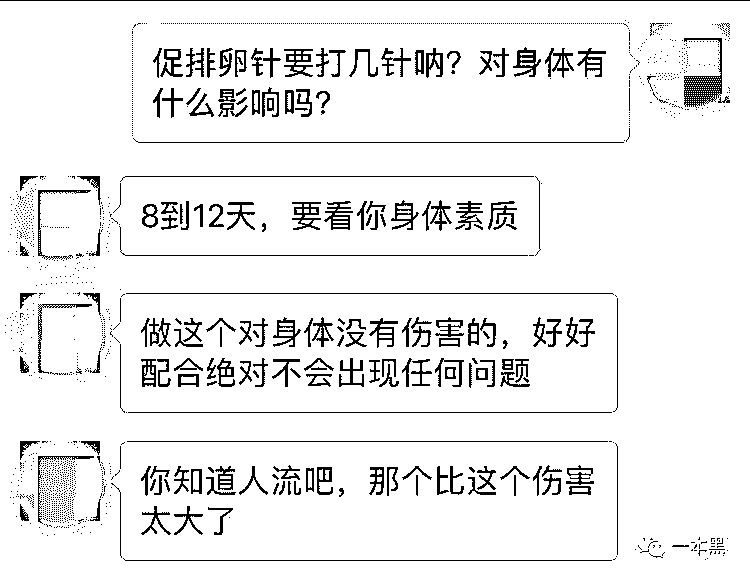 促排卵针要打几针呐？对身体有
什么影响吗？
8到12天，要看你身体素质
做这个对身体没有伤害的，好好
配合绝对不会出现任何问题
你知道人流吧，那个比这个伤害
太大了
一本黑